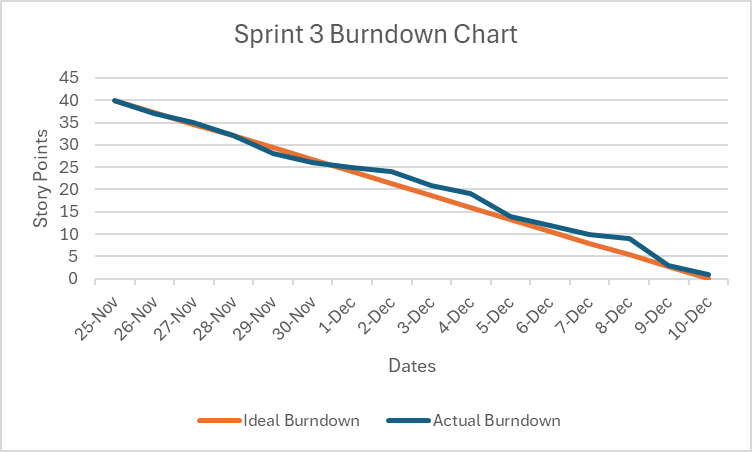 Sprint 3 Burndown Chart
45
40
35
30
25
20
15
10
5
0
Story Points
25-Nov
26-Nov
27-Nov
28-Nov
29-Nov
30-Nov
1-Dec
2-Dec
3-Dec
4-Dec
5-Dec
6-Dec
7-Dec
8-Dec
9-Dec
10-Dec
Dates
Ideal Burndown
Actual Burndown